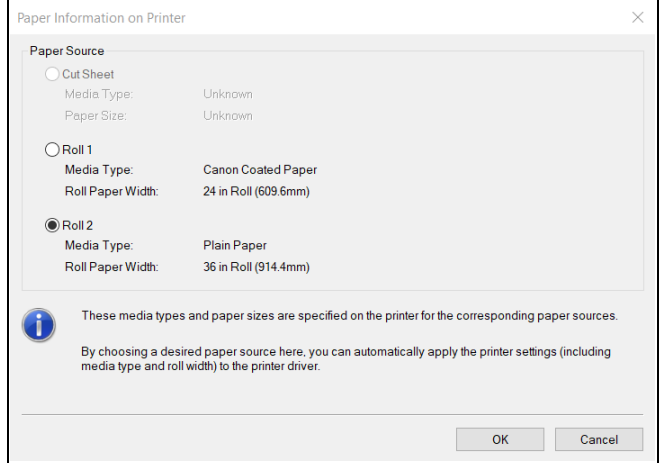 Paper Information on Printer
Paper Source
Cut Sheet
Media Type: Unknown
Paper Size: Unknown
Roll 1
Media Type: Canon Coated Paper
Roll Paper Width: 24 in Roll (609.6mm)
Roll 2
Media Type: Plain Paper
Roll Paper Width: 36 in Roll (914.4mm)
These media types and paper sizes are specified on the printer for the corresponding paper sources.
By choosing a desired paper source here, you can automatically apply the printer settings (including
media type and roll width) to the printer driver.
OK Cancel